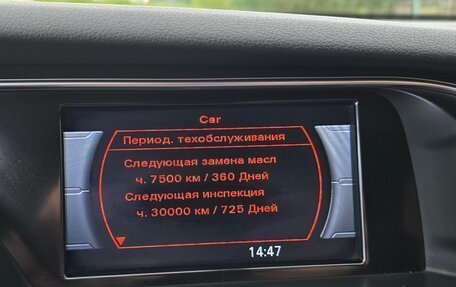 Car
Период. техобслуживания
Следующая замена масл
ч. 7500 км / 360 Дней
Следующая инспекция
ч. 30000 км / 725 Дней
14:47